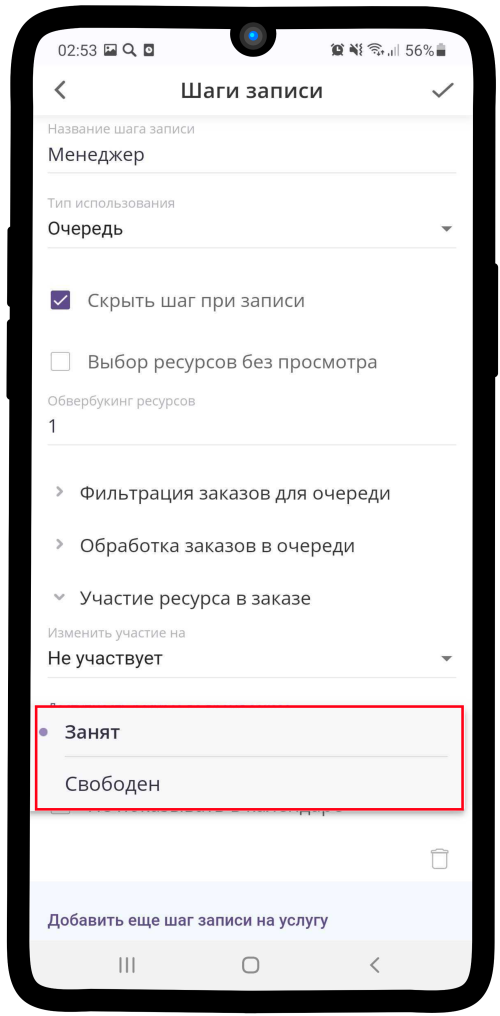 02:53 56%
Шаги записи
Название шага записи
Менеджер
Тип использования
Очередь
Скрыть шаг при записи
Выбор ресурсов без просмотра
Обвербукинг ресурсов
1
Фильтрация заказов для очереди
Обработка заказов в очереди
Участие ресурса в заказе
Изменить участие на
Не участвует
Занят
Свободен
Добавить еще шаг записи на услугу